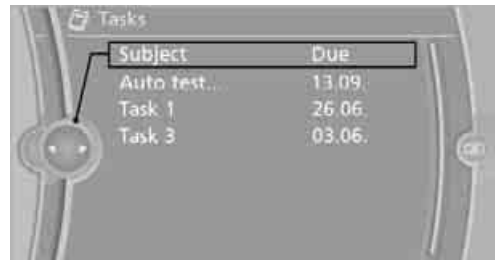 Tasks
Subject Due
Auto test... 13.09.
Task 1 26.06.
Task 3 03.06.